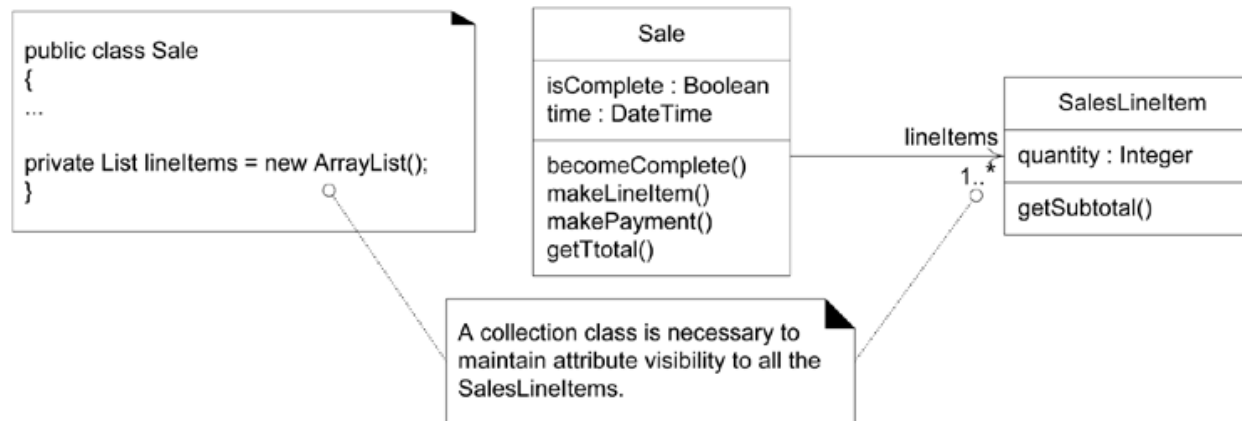 public class Sale
{
...
private List lineItems = new ArrayList();
}
Sale
isComplete : Boolean
time : DateTime
becomeComplete()
makeLineItem()
makePayment()
getTtotal()
lineItems
1..*
SalesLineItem
quantity : Integer
getSubtotal()
A collection class is necessary to
maintain attribute visibility to all the
SalesLineItems.